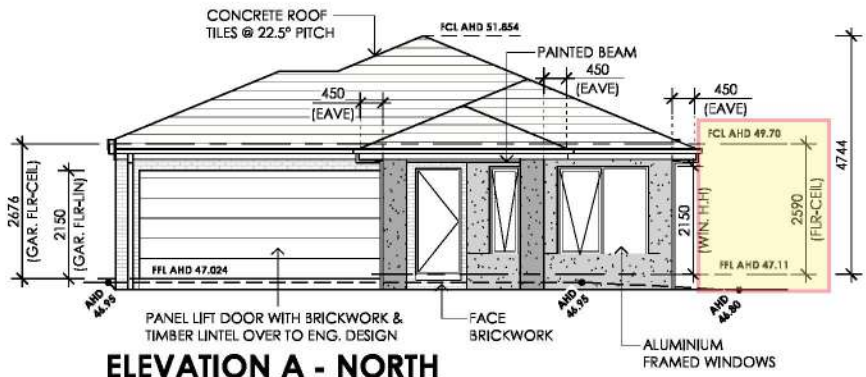 CONCRETE ROOF
TILES @ 22.5° PITCH
FCL AHD 51.854
PAINTED BEAM
450
(EAVE)
450
(EAVE)
450
(EAVE)
FCL AHD 49.70
4744
2676
(GAR. FLR-CEIL)
2150
(GAR. FLR-LIN)
2150
(WIN. H.H)
2590
(FLR-CEIL)
FFL AHD 47.024
FFL AHD 47.11
AHD
46.95
AHD
46.95
AHD
46.80
PANEL LIFT DOOR WITH BRICKWORK &
TIMBER LINTEL OVER TO ENG. DESIGN
FACE
BRICKWORK
ALUMINIUM
FRAMED WINDOWS
ELEVATION A - NORTH